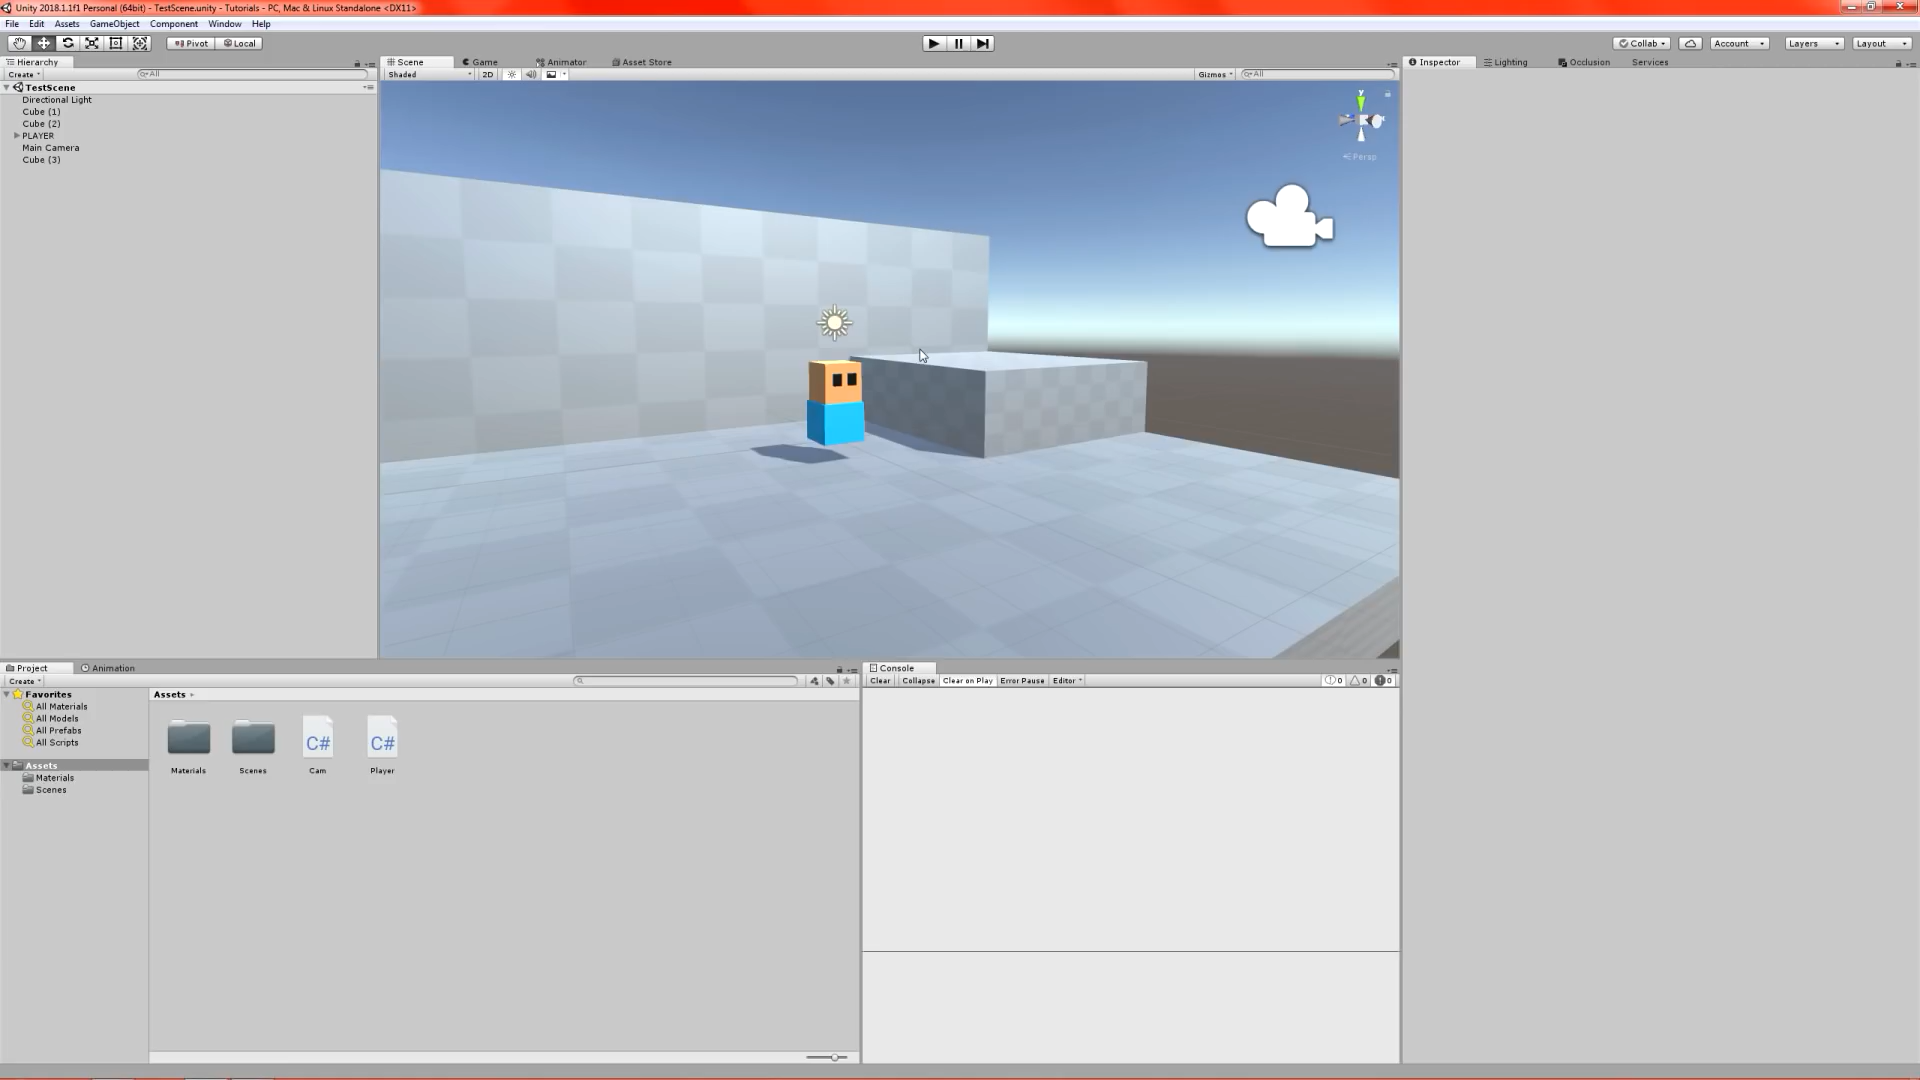 Unity 2018.1.1f1 Personal (64bit) - TestScene.unity - Tutorials - PC, Mac & Linux Standalone <DX11>
File Edit Assets GameObject Component Window Help
Pivot Local Collab Account Layers Layout
Hierarchy Scene Game Animator Asset Store Inspector Lighting Occlusion Services
Create All Shaded 2D Gizmos All
TestScene
Directional Light
Cube (1)
Cube (2)
PLAYER
Main Camera
Cube (3)
y
Persp
Project Animation Console
Create Clear Collapse Clear on Play Error Pause Editor 0 0 0
Favorites Assets
All Materials
All Models
All Prefabs
All Scripts
C# C#
Assets
Materials Scenes Cam Player
Materials
Scenes